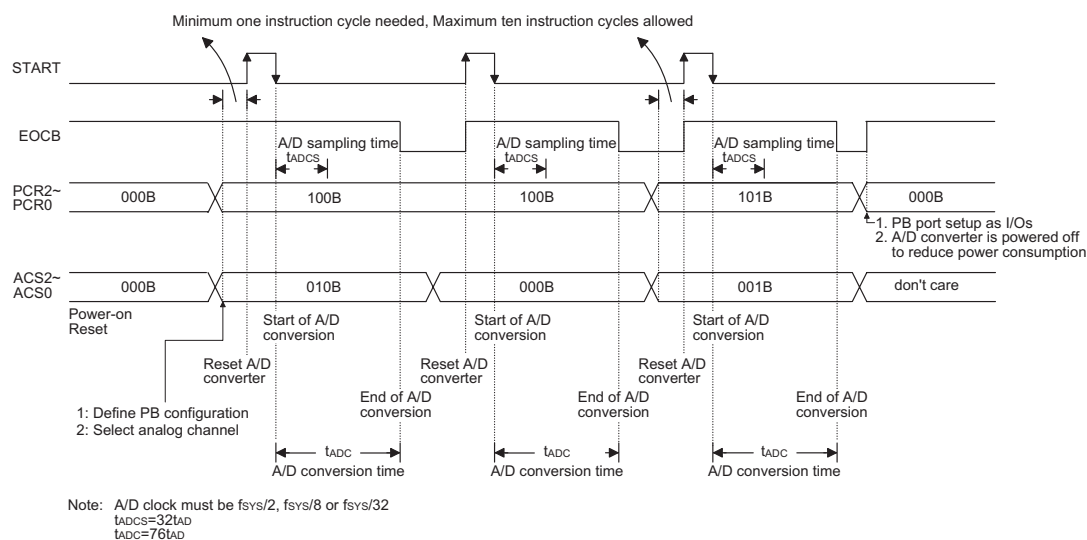 Minimum one instruction cycle needed, Maximum ten instruction cycles allowed
START
EOCB
A/D sampling time
tADCS
A/D sampling time
tADCS
A/D sampling time
tADCS
PCR2~
PCR0
000B
100B
100B
101B
000B
1. PB port setup as I/Os
2. A/D converter is powered off
to reduce power consumption
ACS2~
ACS0
000B
010B
000B
001B
don't care
Power-on
Reset
Start of A/D
conversion
Start of A/D
conversion
Start of A/D
conversion
Reset A/D
converter
Reset A/D
converter
Reset A/D
converter
End of A/D
conversion
End of A/D
conversion
End of A/D
conversion
1: Define PB configuration
2: Select analog channel
tADC
A/D conversion time
tADC
A/D conversion time
tADC
A/D conversion time
Note: A/D clock must be fSYS/2, fSYS/8 or fSYS/32
tADCS=32tAD
tADC=76tAD